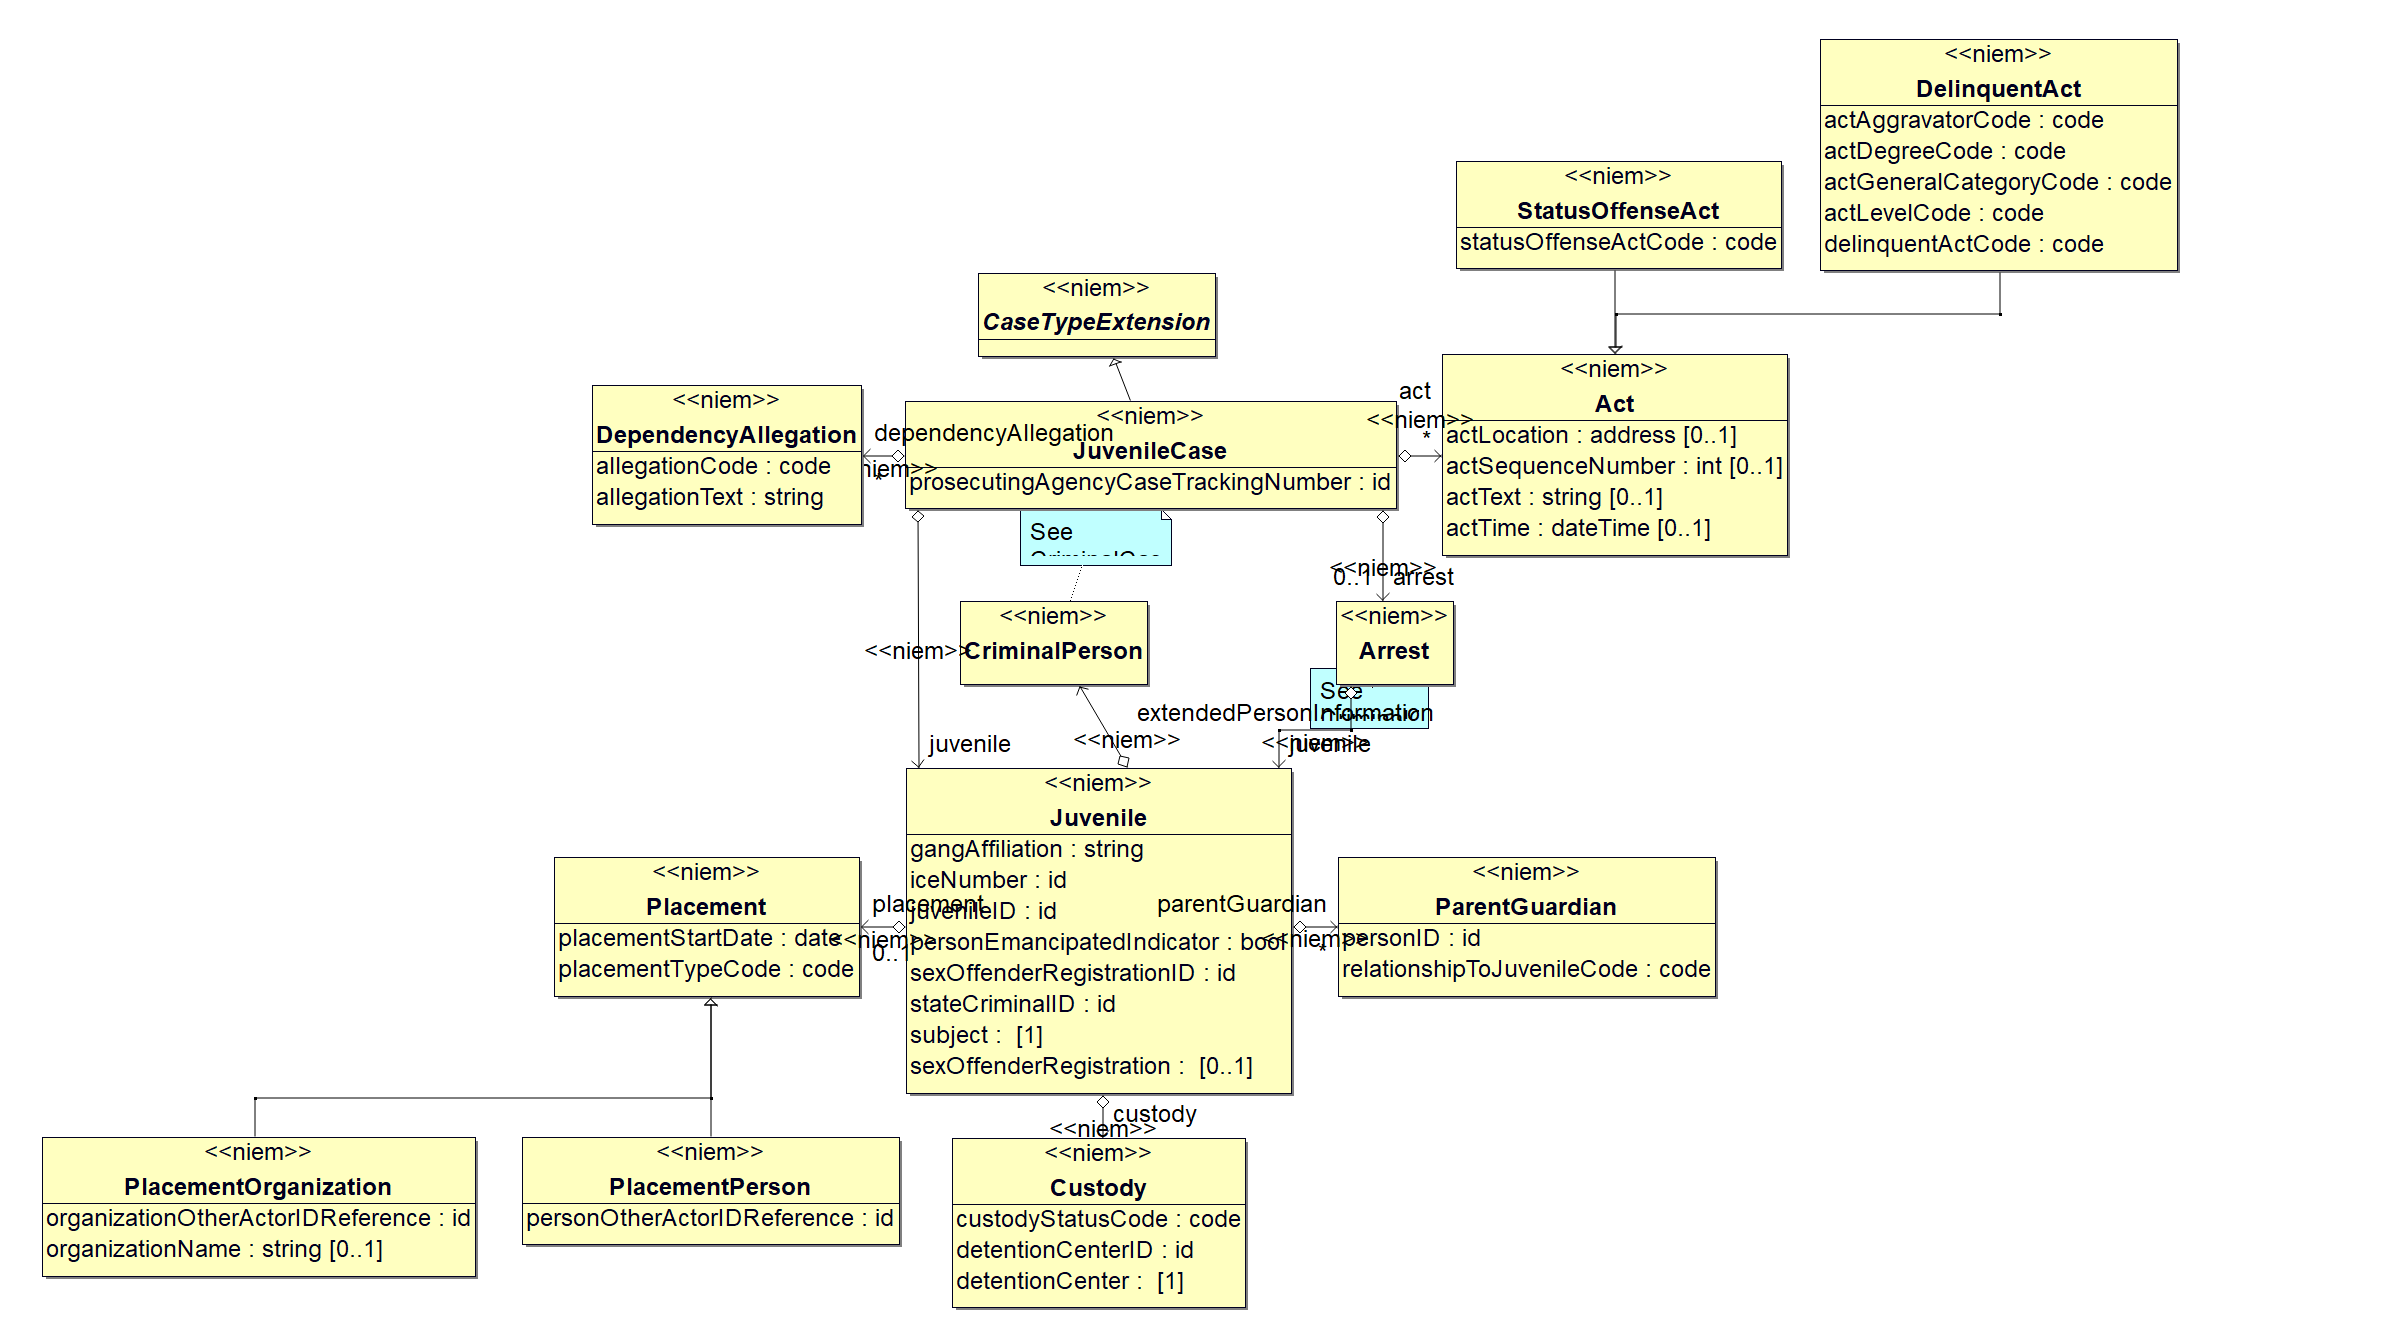 <<niem>>
DelinquentAct
actAggravatorCode : code
actDegreeCode : code
actGeneralCategoryCode : code
actLevelCode : code
delinquentActCode : code
<<niem>>
StatusOffenseAct
statusOffenseActCode : code
<<niem>>
CaseTypeExtension
<<niem>>
DependencyAllegation
allegationCode : code
allegationText : string
dependencyAllegation
niem>>
*
<<niem>>
JuvenileCase
prosecutingAgencyCaseTrackingNumber : id
act
<<niem>>
*
<<niem>>
Act
actLocation : address [0..1]
actSequenceNumber : int [0..1]
actText : string [0..1]
actTime : dateTime [0..1]
See
<<niem>>
0..1
arrest
<<niem>>
CriminalPerson
<<niem>>
Arrest
<<niem>>
juvenile
See
extendedPersonInformation
<<niem>>
<<niem>>
juvenile
<<niem>>
Juvenile
gangAffiliation : string
iceNumber : id
juvenileID : id
personEmancipatedIndicator : bool
sexOffenderRegistrationID : id
stateCriminalID : id
subject :  [1]
sexOffenderRegistration :  [0..1]
<<niem>>
Placement
placementStartDate : date
placementTypeCode : code
placement
<<niem>>
0..1
parentGuardian
<<niem>>
*
<<niem>>
ParentGuardian
personID : id
relationshipToJuvenileCode : code
custody
<<niem>>
<<niem>>
PlacementOrganization
organizationOtherActorIDReference : id
organizationName : string [0..1]
<<niem>>
PlacementPerson
personOtherActorIDReference : id
<<niem>>
Custody
custodyStatusCode : code
detentionCenterID : id
detentionCenter :  [1]